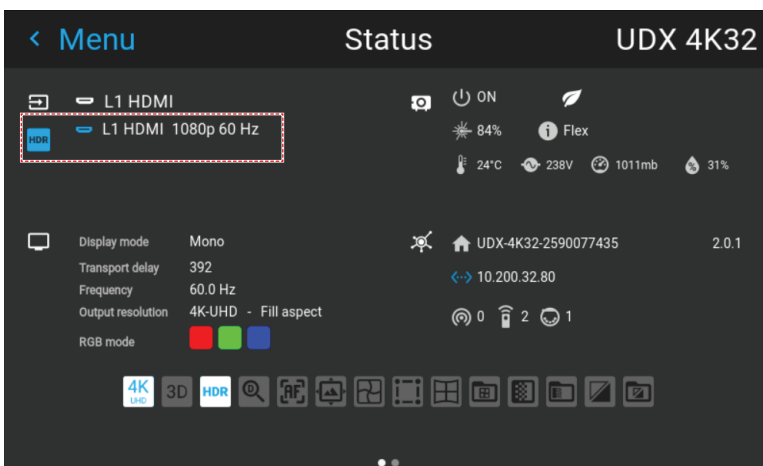 Menu
Status
UDX 4K32
L1 HDMI
HDR L1 HDMI 1080p 60 Hz
ON
84% i Flex
24°C 238V 1011mb % 31%
Display mode Mono
Transport delay 392
Frequency 60.0 Hz
Output resolution 4K-UHD - Fill aspect
RGB mode
UDX-4K32-2590077435 2.0.1
10.200.32.80
0 2 1
4K UHD 3D HDR D AF